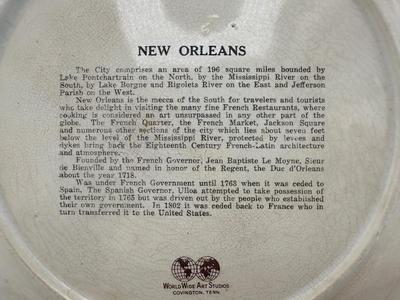 NEW ORLEANS
The City comprises an area of 196 square miles bounded by
Lake Pontchartrain on the North, by the Mississippi River on the
South, by Lake Borgne and Rigolets River on the East and Jefferson
Parish on the West.
New Orleans is the mecca of the South for travelers and tourists
who take delight in visiting the many fine French Restaurants, where
cooking is considered an art unsurpassed in any other part of the
globe. The French Quarter, the French Market, Jackson Square
and numerous other sections of the city which lies about seven feet
below the level of the Mississippi River, protected by levees and
dykes bring back the Eighteenth Century French-Latin architecture
and atmosphere.
Founded by the French Governer, Jean Baptiste Le Moyne, Sieur
de Bienville and named in honor of the Regent, the Duc d'Orleans
about the year 1718.
Was under French Government until 1763 when it was ceded to
Spain. The Spanish Governer, Ulloa attempted to take possession of
the territory in 1765 but was driven out by the people who established
their own government. In 1802 it was ceded back to France who in
turn transferred it to the United States.
WORLD WIDE ART STUDIOS
COVINGTON, TENN.